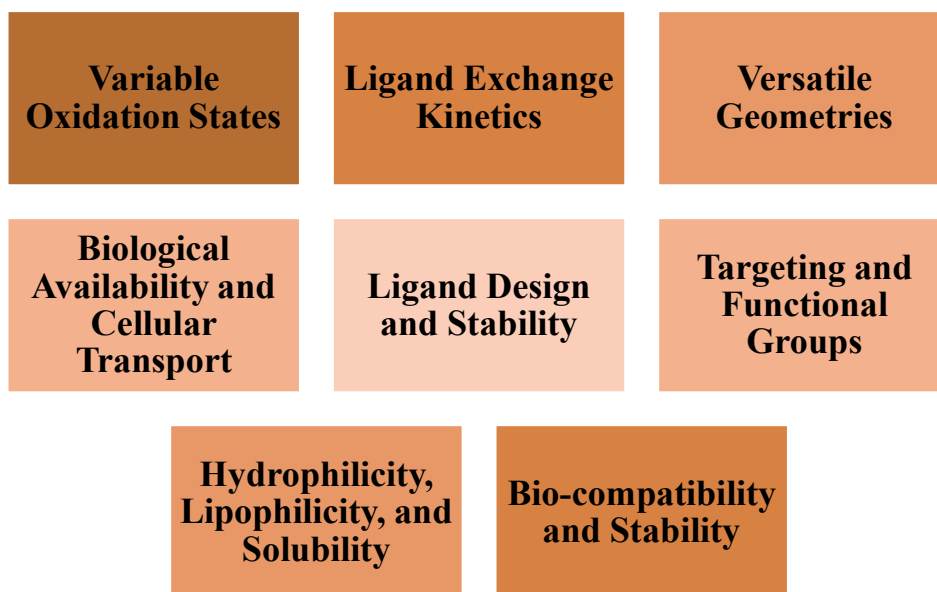 Variable
Oxidation States
Ligand Exchange
Kinetics
Versatile
Geometries
Biological
Availability and
Cellular
Transport
Ligand Design
and Stability
Targeting and
Functional
Groups
Hydrophilicity,
Lipophilicity, and
Solubility
Bio-compatibility
and Stability